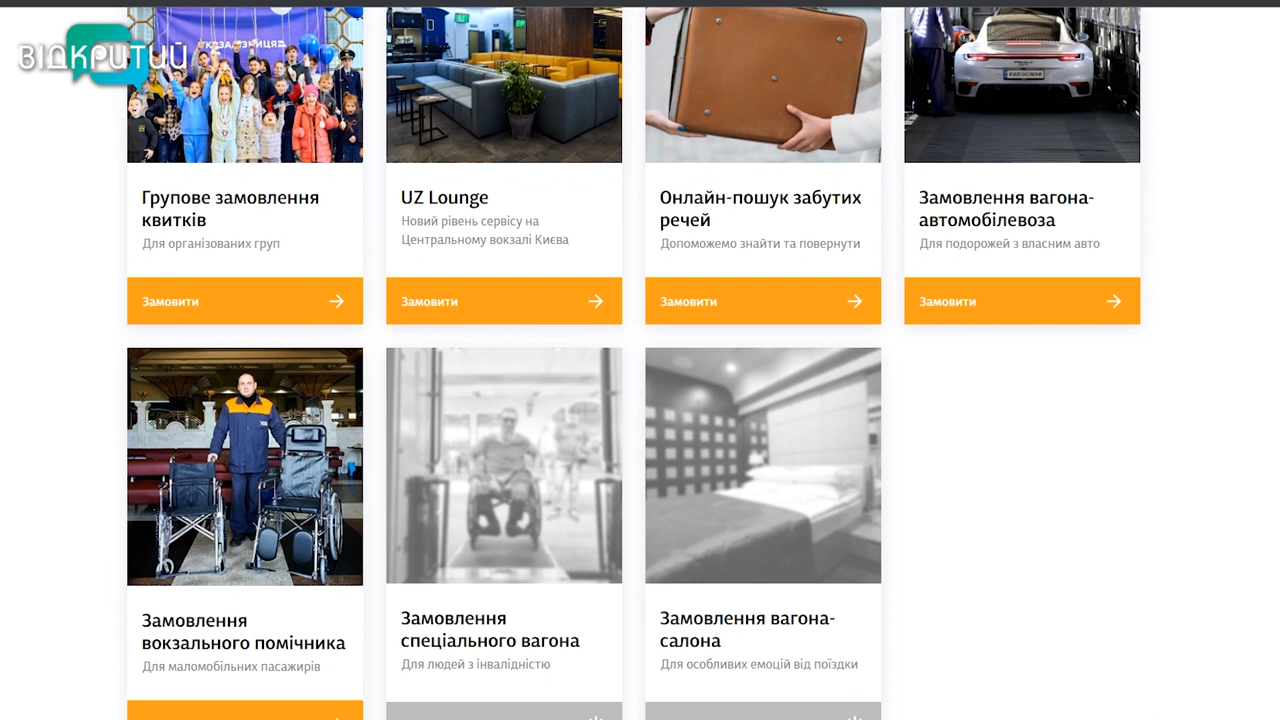 ВІДКРИТИЙ
УКРЗАЛІЗНИЦЯ
Групове замовлення
квитків
Для організованих груп
Замовити
UZ Lounge
Новий рівень сервісу на
Центральному вокзалі Києва
Замовити
Онлайн-пошук забутих
речей
Допоможемо знайти та повернути
Замовити
Замовлення вагона-
автомобілевоза
Для подорожей з власним авто
Замовити
Замовлення
вокзального помічника
Для маломобільних пасажирів
Замовлення
спеціального вагона
Для людей з інвалідністю
Замовлення вагона-
салона
Для особливих емоцій від поїздки